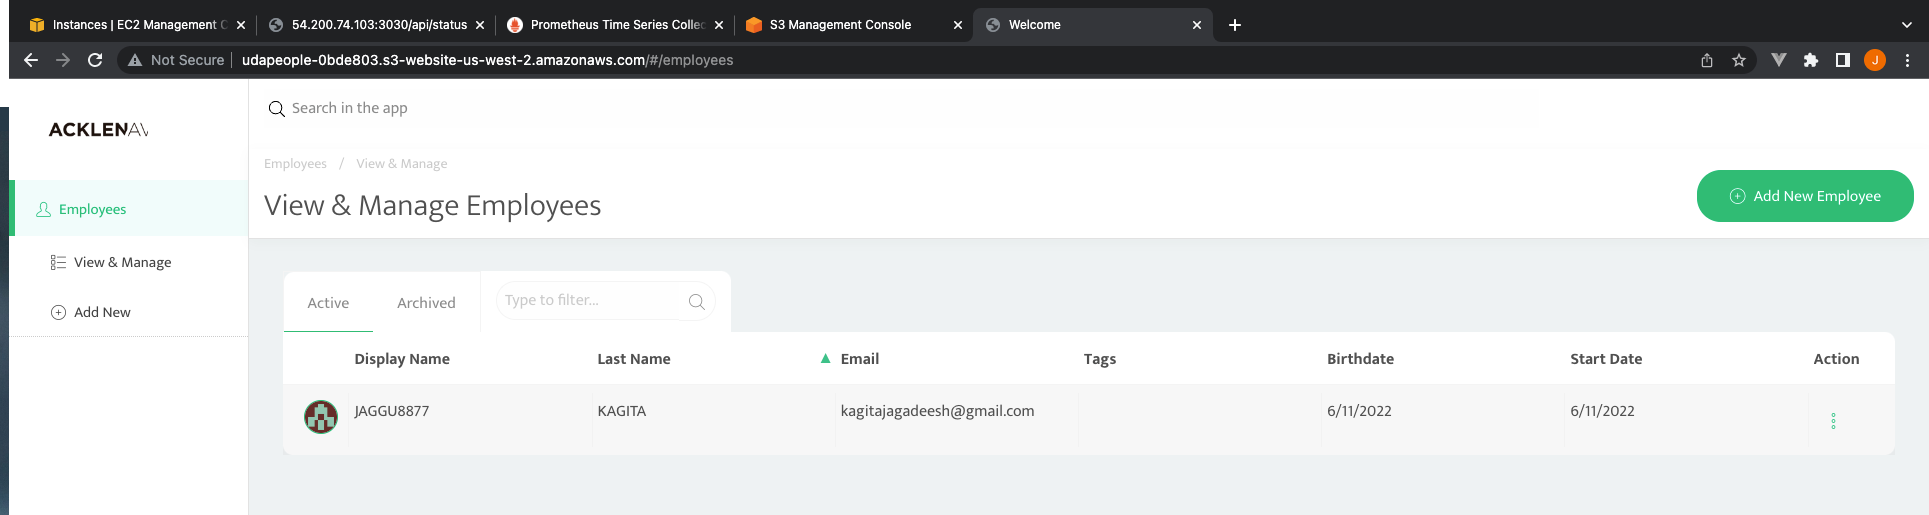 Instances | EC2 Management C
54.200.74.103:3030/api/status
Prometheus Time Series Collec
S3 Management Console
Welcome
Not Secure
udapeople-0bde803.s3-website-us-west-2.amazonaws.com/#/employees
J
ACKLENAV
Search in the app
Employees / View & Manage
View & Manage Employees
Add New Employee
Employees
View & Manage
Add New
Active
Archived
Type to filter...
Display Name Last Name Email Tags Birthdate Start Date Action
JAGGU8877 KAGITA kagitajagadeesh@gmail.com 6/11/2022 6/11/2022